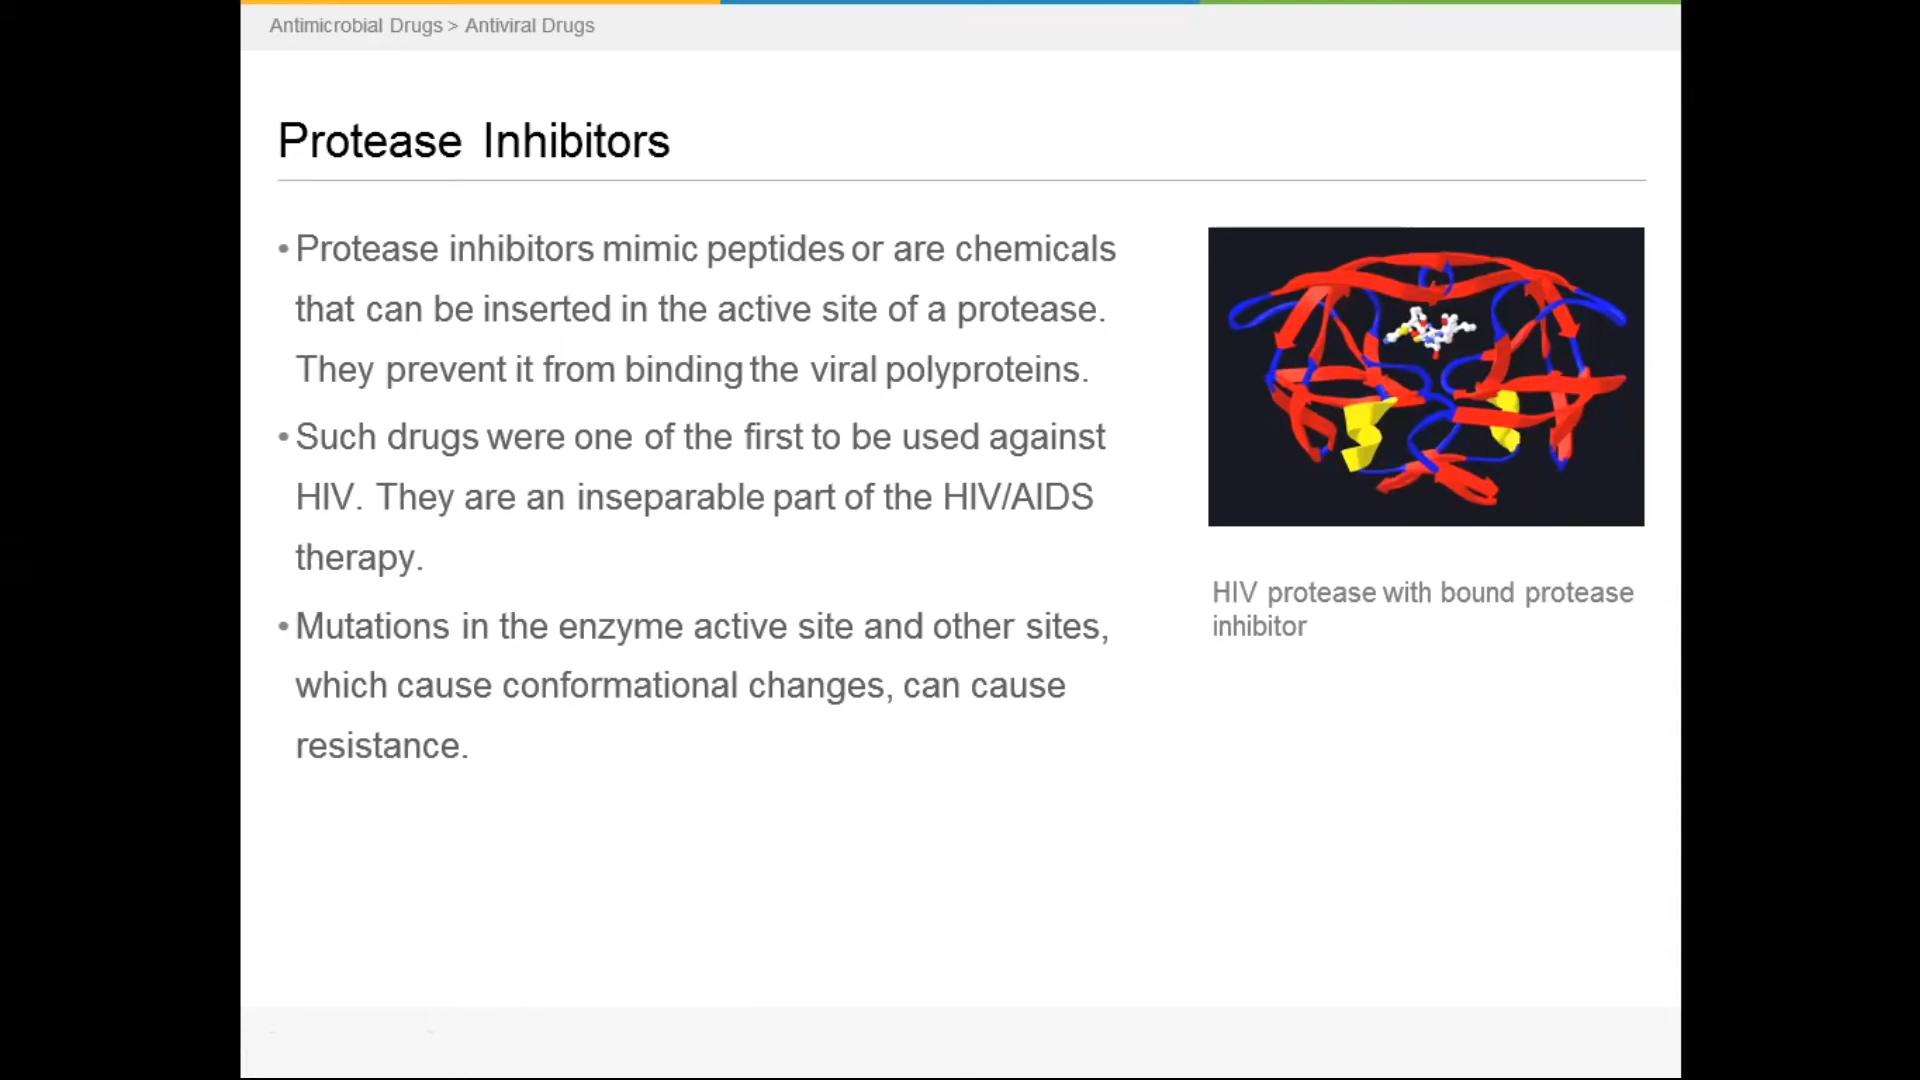 Antimicrobial Drugs > Antiviral Drugs
Protease Inhibitors
• Protease inhibitors mimic peptides or are chemicals
that can be inserted in the active site of a protease.
They prevent it from binding the viral polyproteins.
• Such drugs were one of the first to be used against
HIV. They are an inseparable part of the HIV/AIDS
therapy.
• Mutations in the enzyme active site and other sites,
which cause conformational changes, can cause
resistance.
HIV protease with bound protease
inhibitor